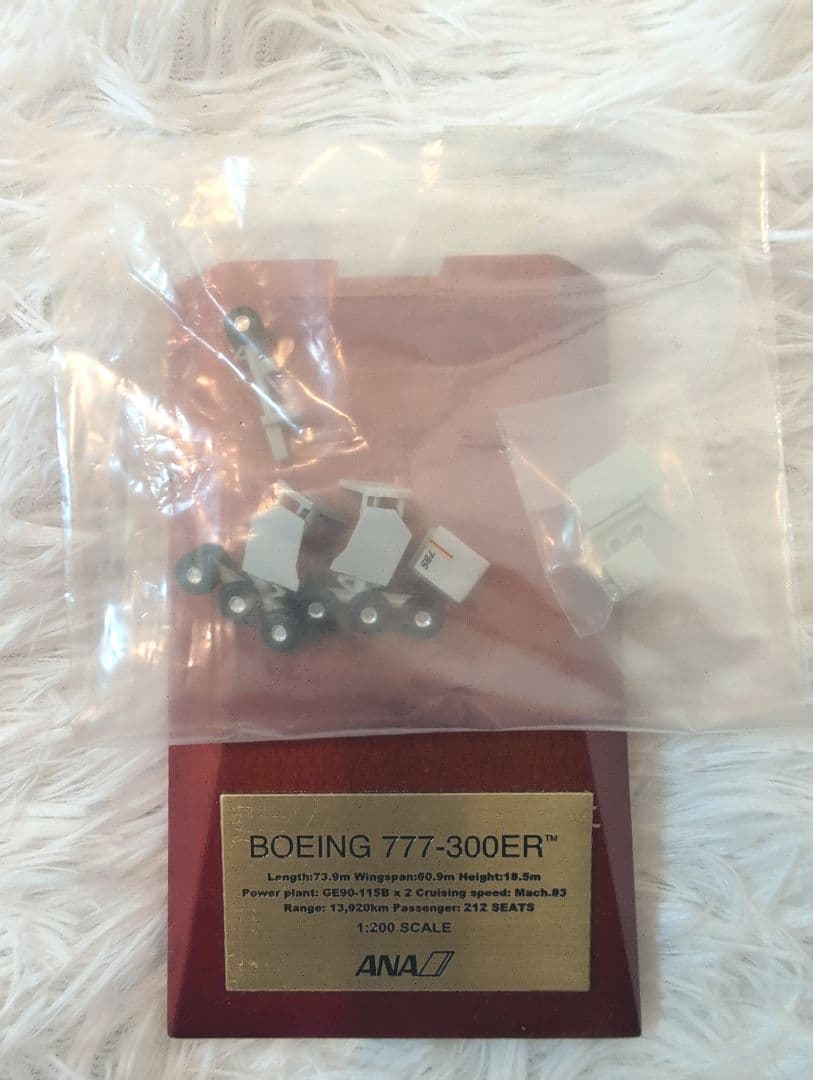 785
BOEING 777-300ER™
Length:73.9m Wingspan:60.9m Height:18.5m
Power plant: GE90-115B x 2 Cruising speed: Mach.83
Range: 13,920km Passenger: 212 SEATS
1:200 SCALE
ANA